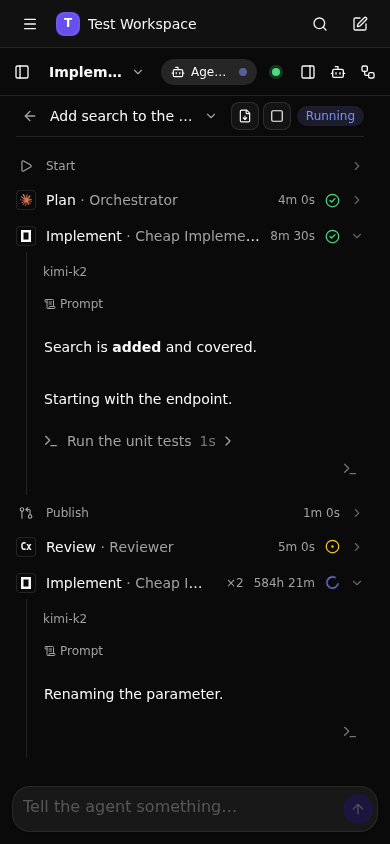 T Test Workspace
Implem... Age...
Add search to the ... Running
Start
Plan · Orchestrator 4m 0s
Implement · Cheap Impleme... 8m 30s
kimi-k2
Prompt
Search is added and covered.
Starting with the endpoint.
Run the unit tests 1s
Publish 1m 0s
Cx Review · Reviewer 5m 0s
Implement · Cheap I... ×2 584h 21m
kimi-k2
Prompt
Renaming the parameter.
Tell the agent something...